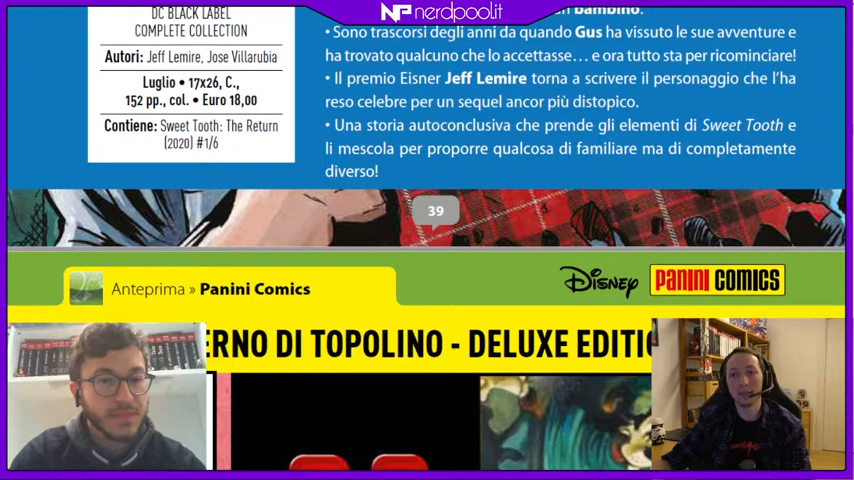 nerdpool.it
DC BLACK LABEL
COMPLETE COLLECTION
Autori: Jeff Lemire, Jose Villarubia
Luglio • 17x26, C.,
152 pp., col. • Euro 18,00
Contiene: Sweet Tooth: The Return
(2020) #1/6
bambino.
• Sono trascorsi degli anni da quando Gus ha vissuto le sue avventure e
ha trovato qualcuno che lo accettasse… e ora tutto sta per ricominciare!
• Il premio Eisner Jeff Lemire torna a scrivere il personaggio che l'ha
reso celebre per un sequel ancor più distopico.
• Una storia autoconclusiva che prende gli elementi di Sweet Tooth e
li mescola per proporre qualcosa di familiare ma di completamente
diverso!
39
Anteprima » Panini Comics
Disney PANINI COMICS
ERNO DI TOPOLINO - DELUXE EDITIO